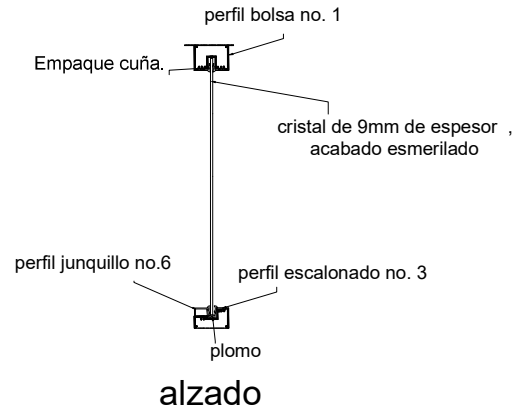 perfil bolsa no. 1
Empaque cuña.
cristal de 9mm de espesor ,
acabado esmerilado
perfil junquillo no.6
perfil escalonado no. 3
plomo
alzado